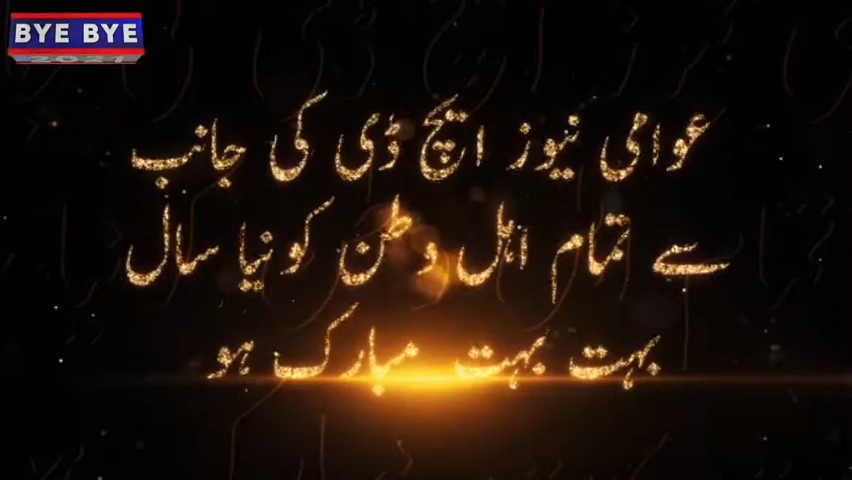 BYE BYE
2021
عوامی نیوز ایچ ڈی کی جانب
سے تمام اہل وطن کو نیا سال
بہت بہت مبارک ہو